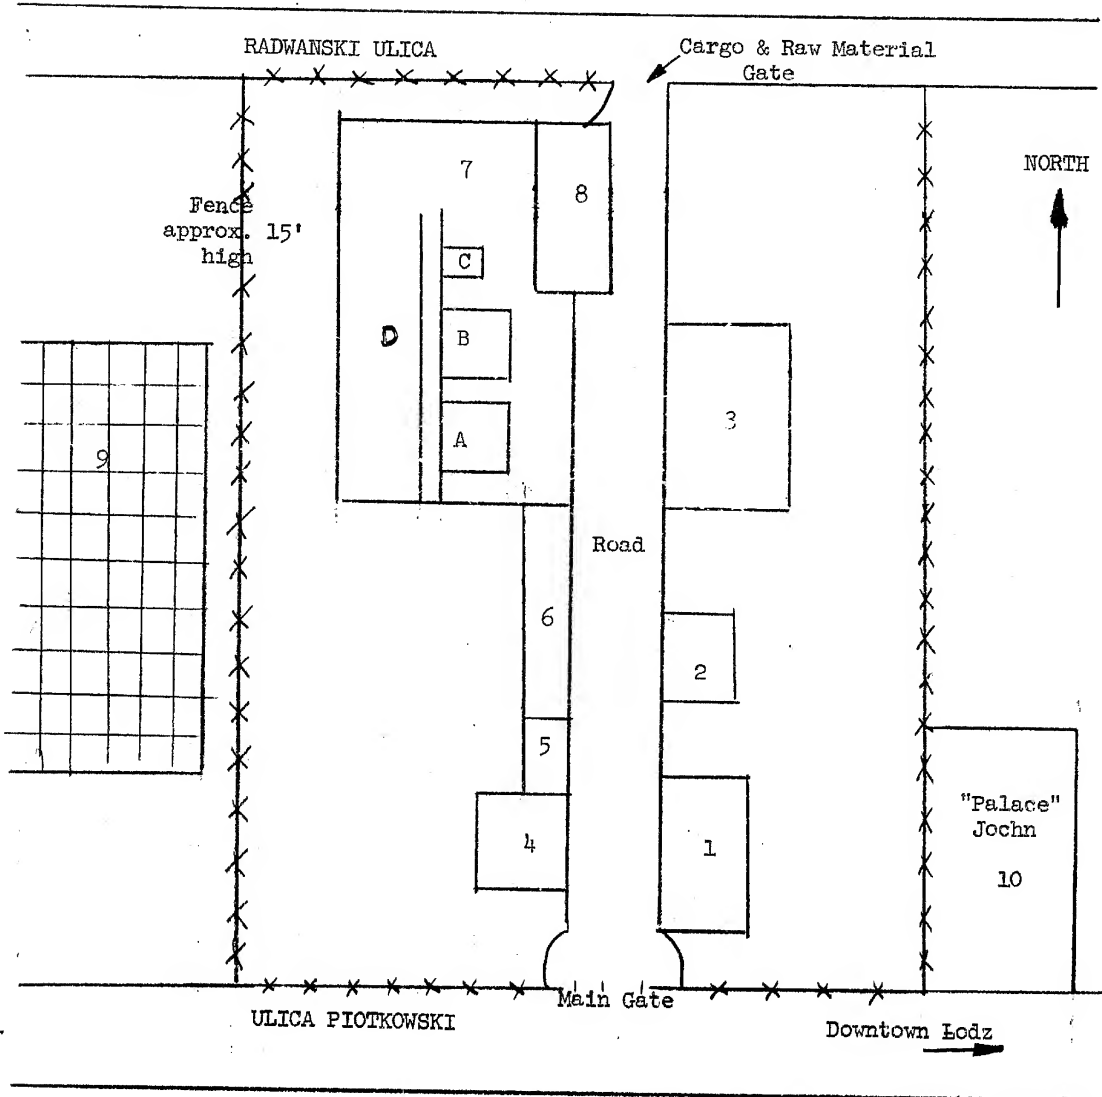 RADWANSKI ULICA
Cargo & Raw Material
Gate
NORTH
7
8
Fence
approx. 15'
high
C
D
B
A
3
9
Road
6
2
5
"Palace"
Jochn
10
4
1
Main Gate
ULICA PIOTKOWSKI
Downtown Łodz